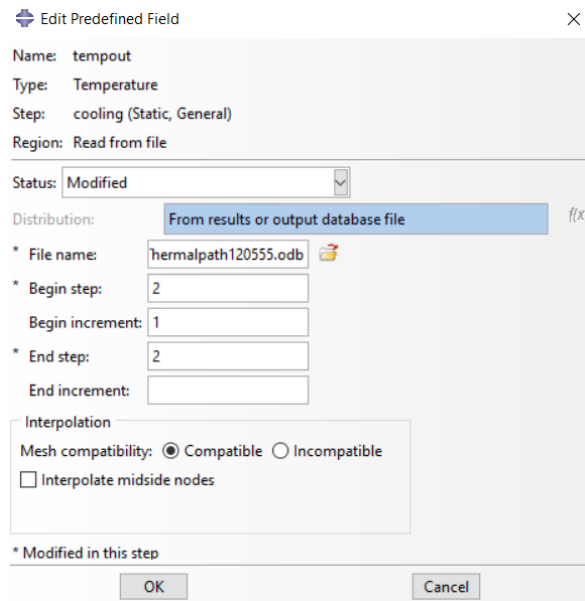 Edit Predefined Field
Name: tempout
Type: Temperature
Step: cooling (Static, General)
Region: Read from file
Status: Modified
Distribution: From results or output database file f(x
* File name: hermalpath120555.odb
* Begin step: 2
Begin increment: 1
* End step: 2
End increment:
Interpolation
Mesh compatibility: Compatible Incompatible
Interpolate midside nodes
* Modified in this step
OK Cancel